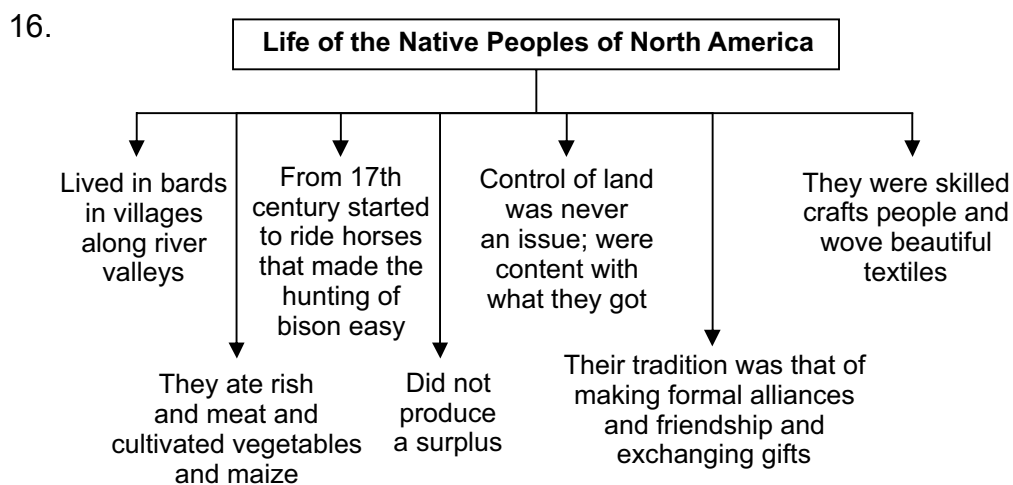 16.
Life of the Native Peoples of North America
Lived in bards
in villages
along river
valleys
They ate rish
and meat and
cultivated vegetables
and maize
From 17th
century started
to ride horses
that made the
hunting of
bison easy
Did not
produce
a surplus
Control of land
was never
an issue; were
content with
what they got
Their tradition was that of
making formal alliances
and friendship and
exchanging gifts
They were skilled
crafts people and
wove beautiful
textiles